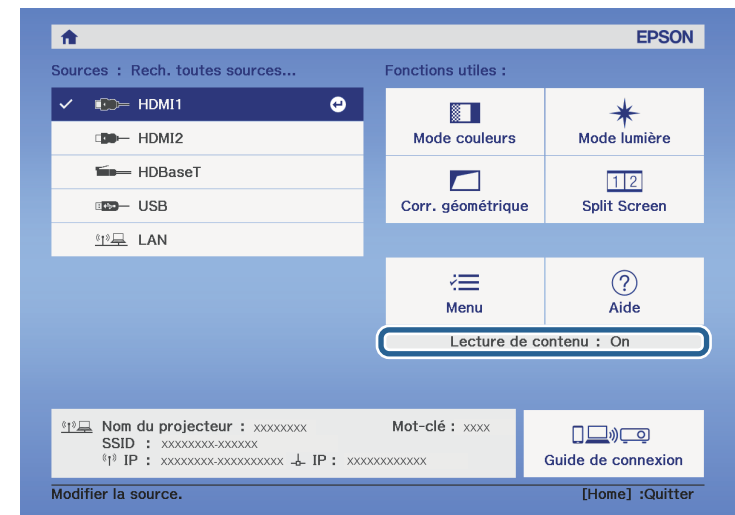 EPSON
Sources : Rech. toutes sources...
HDMI1
HDMI2
HDBaseT
USB
LAN
Fonctions utiles :
Mode couleurs
Mode lumière
Corr. géométrique
1 2
Split Screen
Menu
? 
Aide
Lecture de contenu : On
Nom du projecteur : xxxxxxxx
Mot-clé : xxxx
SSID : xxxxxxxx-xxxxxx
IP : xxxxxxxx-xxxxxxxxxx IP : xxxxxxxxxxxx
Guide de connexion
Modifier la source.
[Home] :Quitter